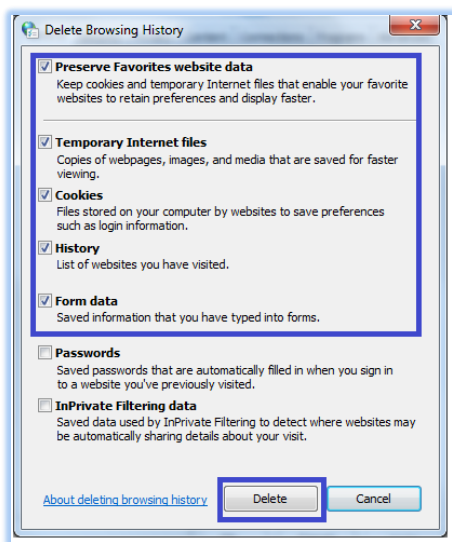 Delete Browsing History
Preserve Favorites website data
Keep cookies and temporary Internet files that enable your favorite
websites to retain preferences and display faster.
Temporary Internet files
Copies of webpages, images, and media that are saved for faster
viewing.
Cookies
Files stored on your computer by websites to save preferences
such as login information.
History
List of websites you have visited.
Form data
Saved information that you have typed into forms.
Passwords
Saved passwords that are automatically filled in when you sign in
to a website you've previously visited.
InPrivate Filtering data
Saved data used by InPrivate Filtering to detect where websites may
be automatically sharing details about your visit.
About deleting browsing history Delete Cancel